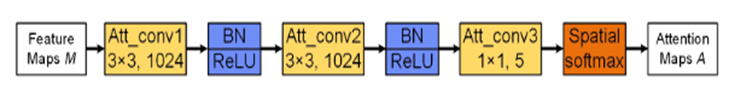 Feature
Maps M
Att_conv1
3×3, 1024
BN
ReLU
Att_conv2
3×3, 1024
BN
ReLU
Att_conv3
1×1, 5
Spatial
softmax
Attention
Maps A